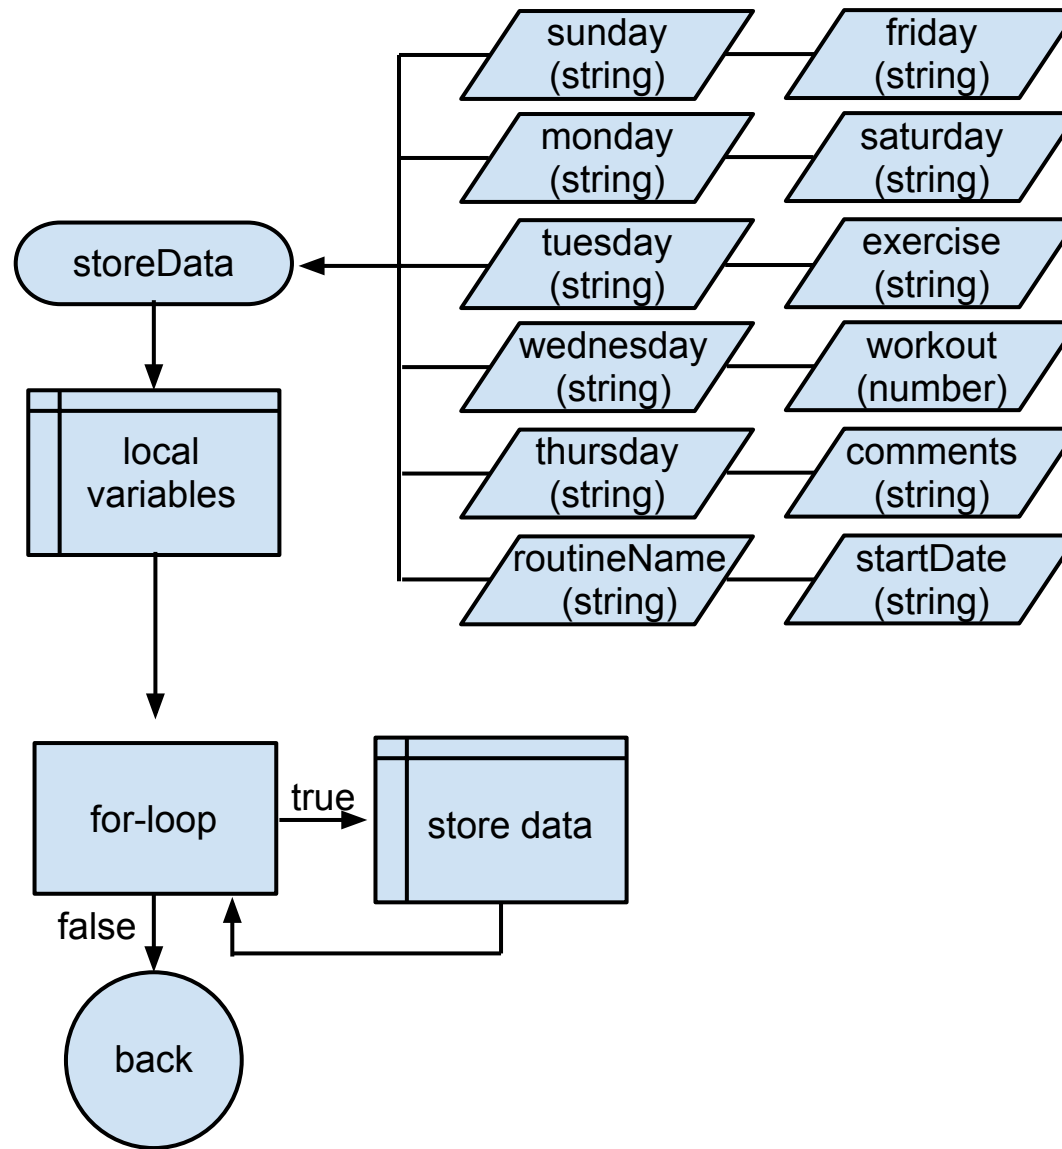 sunday
(string)
friday
(string)
monday
(string)
saturday
(string)
storeData
tuesday
(string)
exercise
(string)
wednesday
(string)
workout
(number)
local
variables
thursday
(string)
comments
(string)
routineName
(string)
startDate
(string)
for-loop
true
store data
false
back